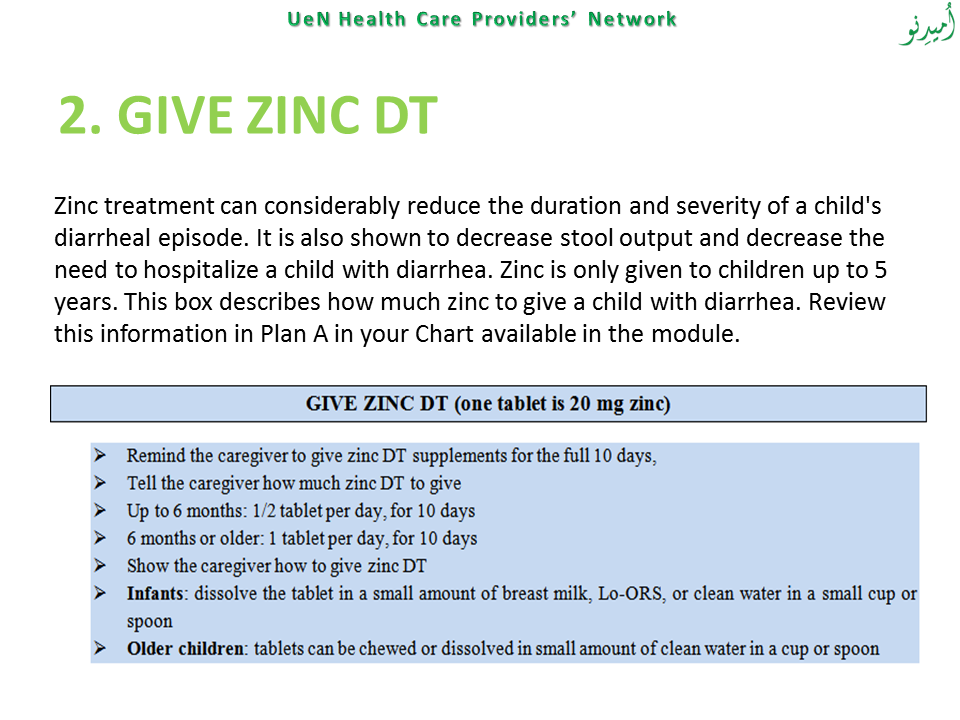 UeN Health Care Providers’ Network
اُمیدِنو
2. GIVE ZINC DT
Zinc treatment can considerably reduce the duration and severity of a child's
diarrheal episode. It is also shown to decrease stool output and decrease the
need to hospitalize a child with diarrhea. Zinc is only given to children up to 5
years. This box describes how much zinc to give a child with diarrhea. Review
this information in Plan A in your Chart available in the module.
GIVE ZINC DT (one tablet is 20 mg zinc)
➢ Remind the caregiver to give zinc DT supplements for the full 10 days,
➢ Tell the caregiver how much zinc DT to give
➢ Up to 6 months: 1/2 tablet per day, for 10 days
➢ 6 months or older: 1 tablet per day, for 10 days
➢ Show the caregiver how to give zinc DT
➢ Infants: dissolve the tablet in a small amount of breast milk, Lo-ORS, or clean water in a small cup or
spoon
➢ Older children: tablets can be chewed or dissolved in small amount of clean water in a cup or spoon